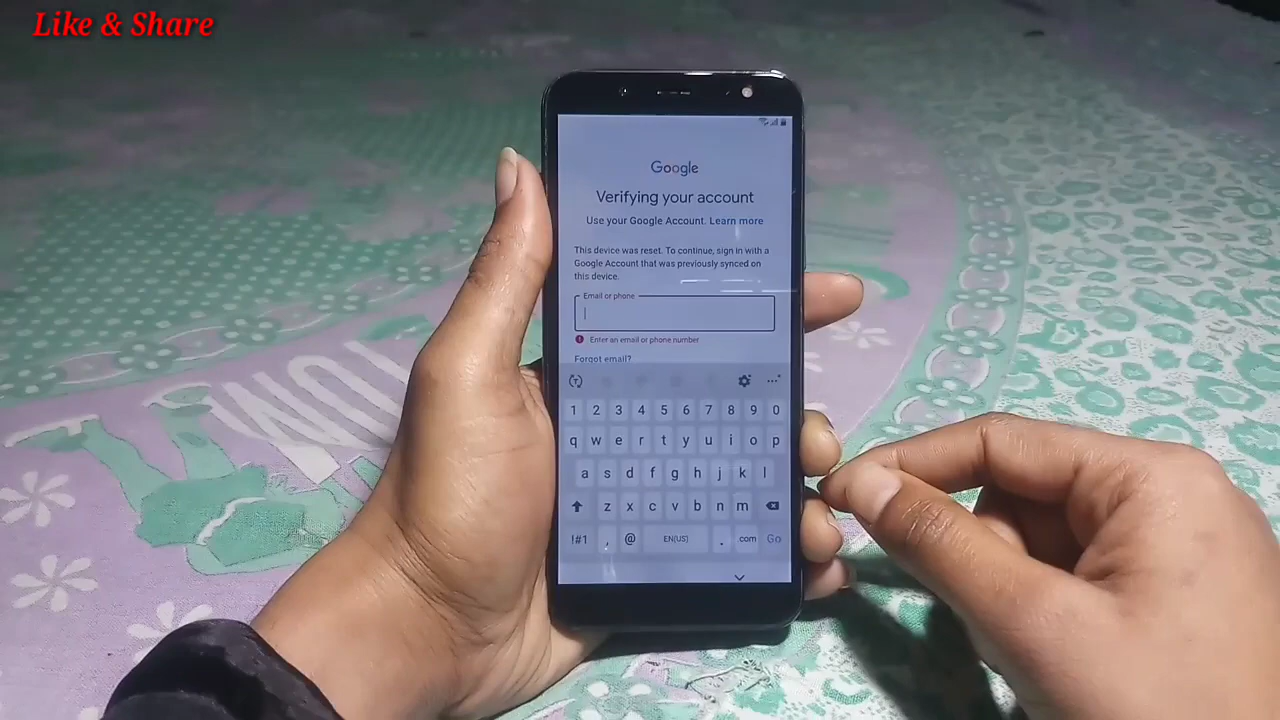 Like & Share
Google
Verifying your account
Use your Google Account. Learn more
This device was reset. To continue, sign in with a
Google Account that was previously synced on
this device.
Email or phone
Enter an email or phone number
Forgot email?
1 2 3 4 5 6 7 8 9 0
q w e r t y u i o p
a s d f g h j k l
z x c v b n m
!#1 , @ EN(US) . .com Go